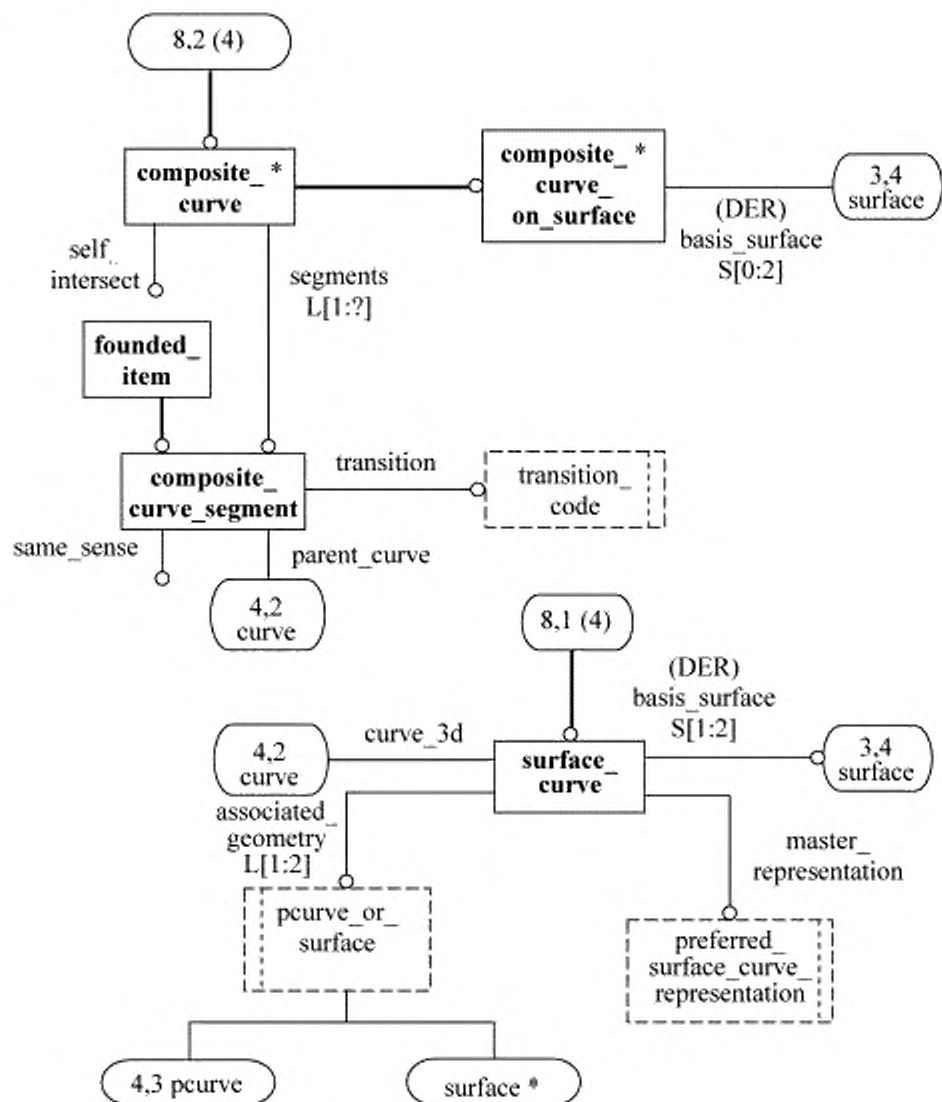 8,2 (4)
composite_ *
curve
composite_ *
curve_
on_surface
3,4
surface
(DER)
basis_surface
S[0:2]
self_
intersect
segments
L[1:?]
founded_
item
composite_
curve_segment
transition
transition_
code
same_sense
parent_curve
4,2
curve
8,1 (4)
(DER)
basis_surface
S[1:2]
4,2
curve
curve_3d
surface_
curve
3,4
surface
associated_
geometry
L[1:2]
master_
representation
pcurve_or_
surface
preferred_
surface_curve_
representation
4,3 pcurve
surface *